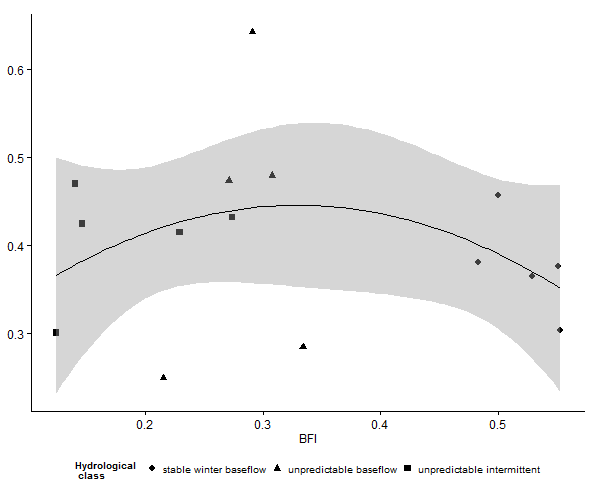 0.6
0.5
0.4
0.3
0.2 0.3 0.4 0.5
BFI
Hydrological class
stable winter baseflow unpredictable baseflow unpredictable intermittent